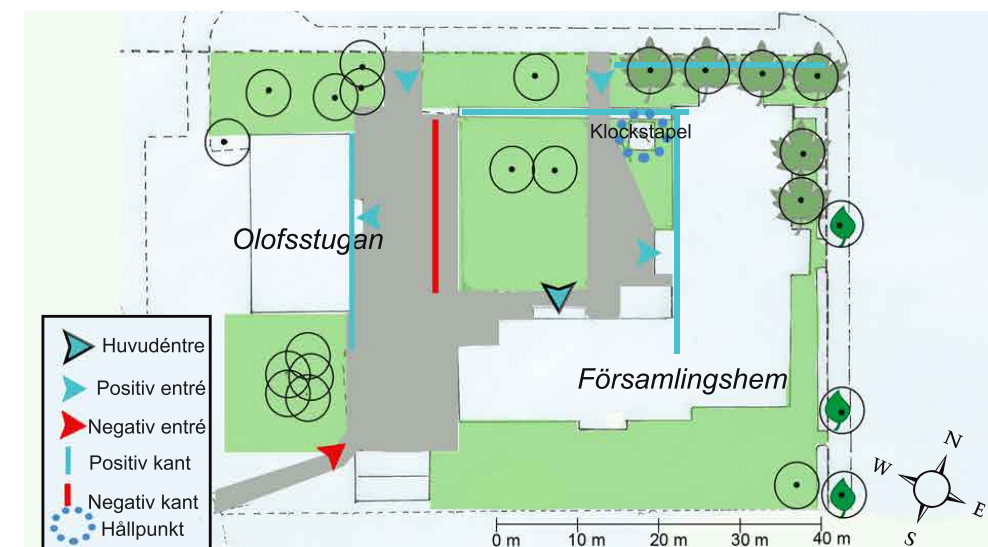 Klockstapel
Olofsstugan
Församlingshem
Huvudéntre
Positiv entré
Negativ entré
Positiv kant
Negativ kant
Hållpunkt
N
W
E
S
0 m 10 m 20 m 30 m 40 m